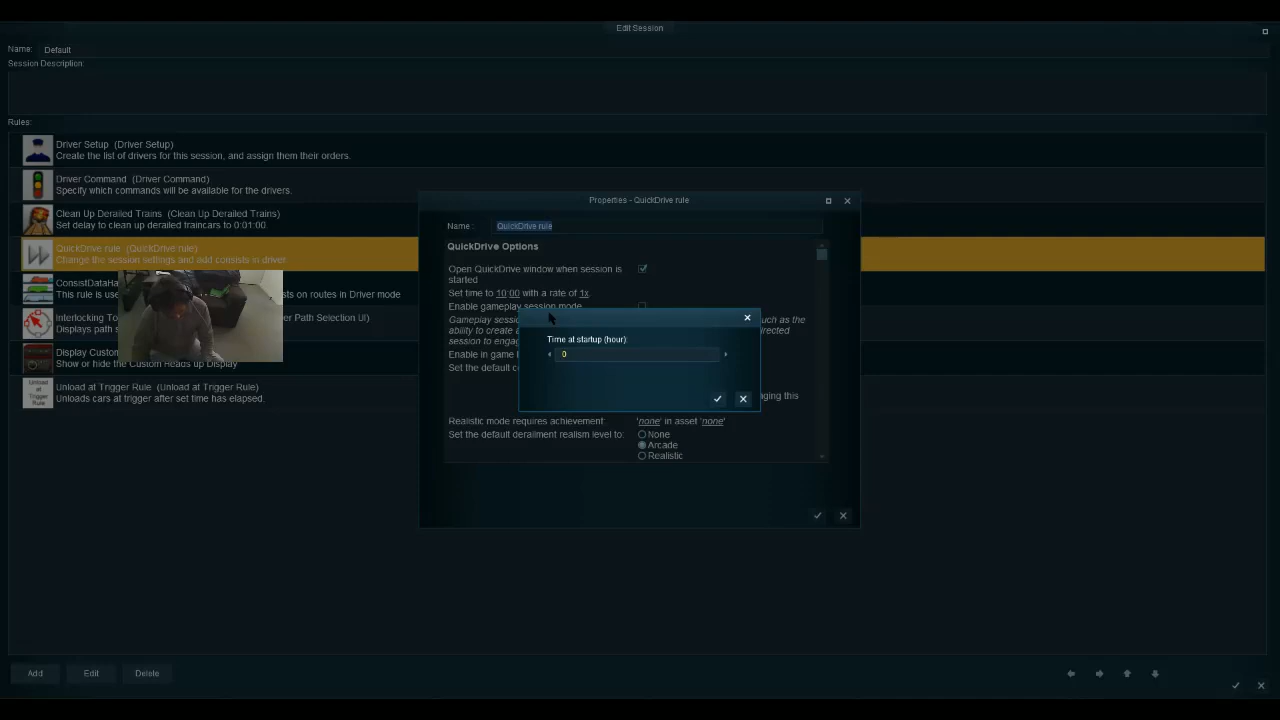 Edit Session
Name: Default
Session Description:
Rules:
Driver Setup (Driver Setup)
Create the list of drivers for this session, and assign them their orders.
Driver Command (Driver Command)
Specify which commands will be available for the drivers.
Clean Up Derailed Trains (Clean Up Derailed Trains)
Set delay to clean up derailed traincars to 0:01:00.
QuickDrive rule (QuickDrive rule)
Change the session settings and add consists in driver
ConsistDataHa
This rule is use
ts on routes in Driver mode
Interlocking To
er Path Selection UI)
Displays path s
Display Custom
Show or hide the Custom Heads up Display
Unload at Trigger Rule
Unload at Trigger Rule (Unload at Trigger Rule)
Unloads cars at trigger after set time has elapsed.
Properties - QuickDrive rule
Name : QuickDrive rule
QuickDrive Options
Open QuickDrive window when session is
started
Set time to 10:00 with a rate of 1x.
Enable gameplay session mode
Gameplay sessi
such as the
ability to create a
directed
session to engag
Enable in game
Set the default co
nging this
Time at startup (hour)
0
Realistic mode requires achievement: 'none' in asset 'none'
Set the default derailment realism level to: None
Arcade
Realistic
Add Edit Delete